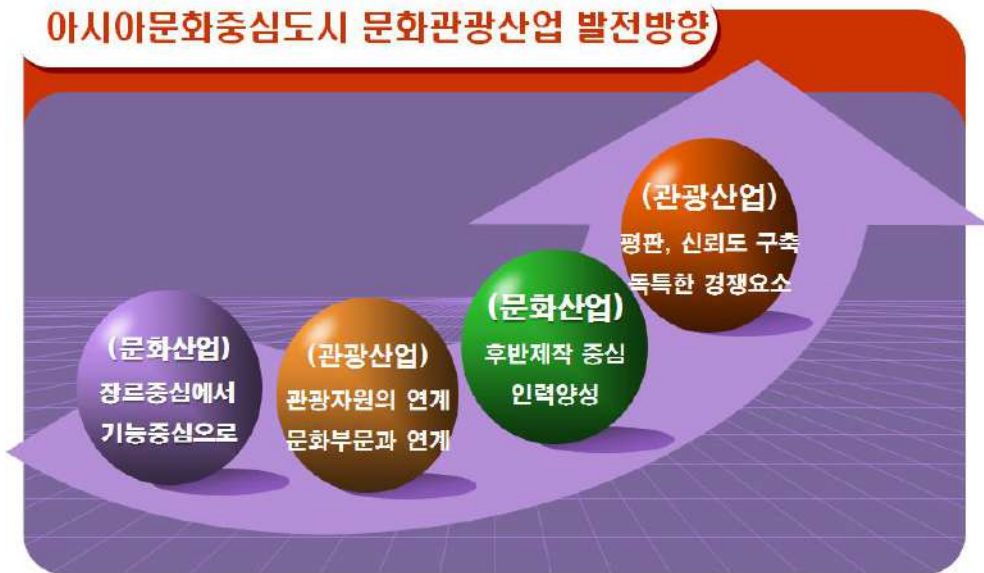 아시아문화중심도시 문화관광산업 발전방향
(문화산업)
장르중심에서
기능중심으로
(관광산업)
관광자원의 연계
문화부문과 연계
(문화산업)
후반제작 중심
인력양성
(관광산업)
평판, 신뢰도 구축
독특한 경쟁요소